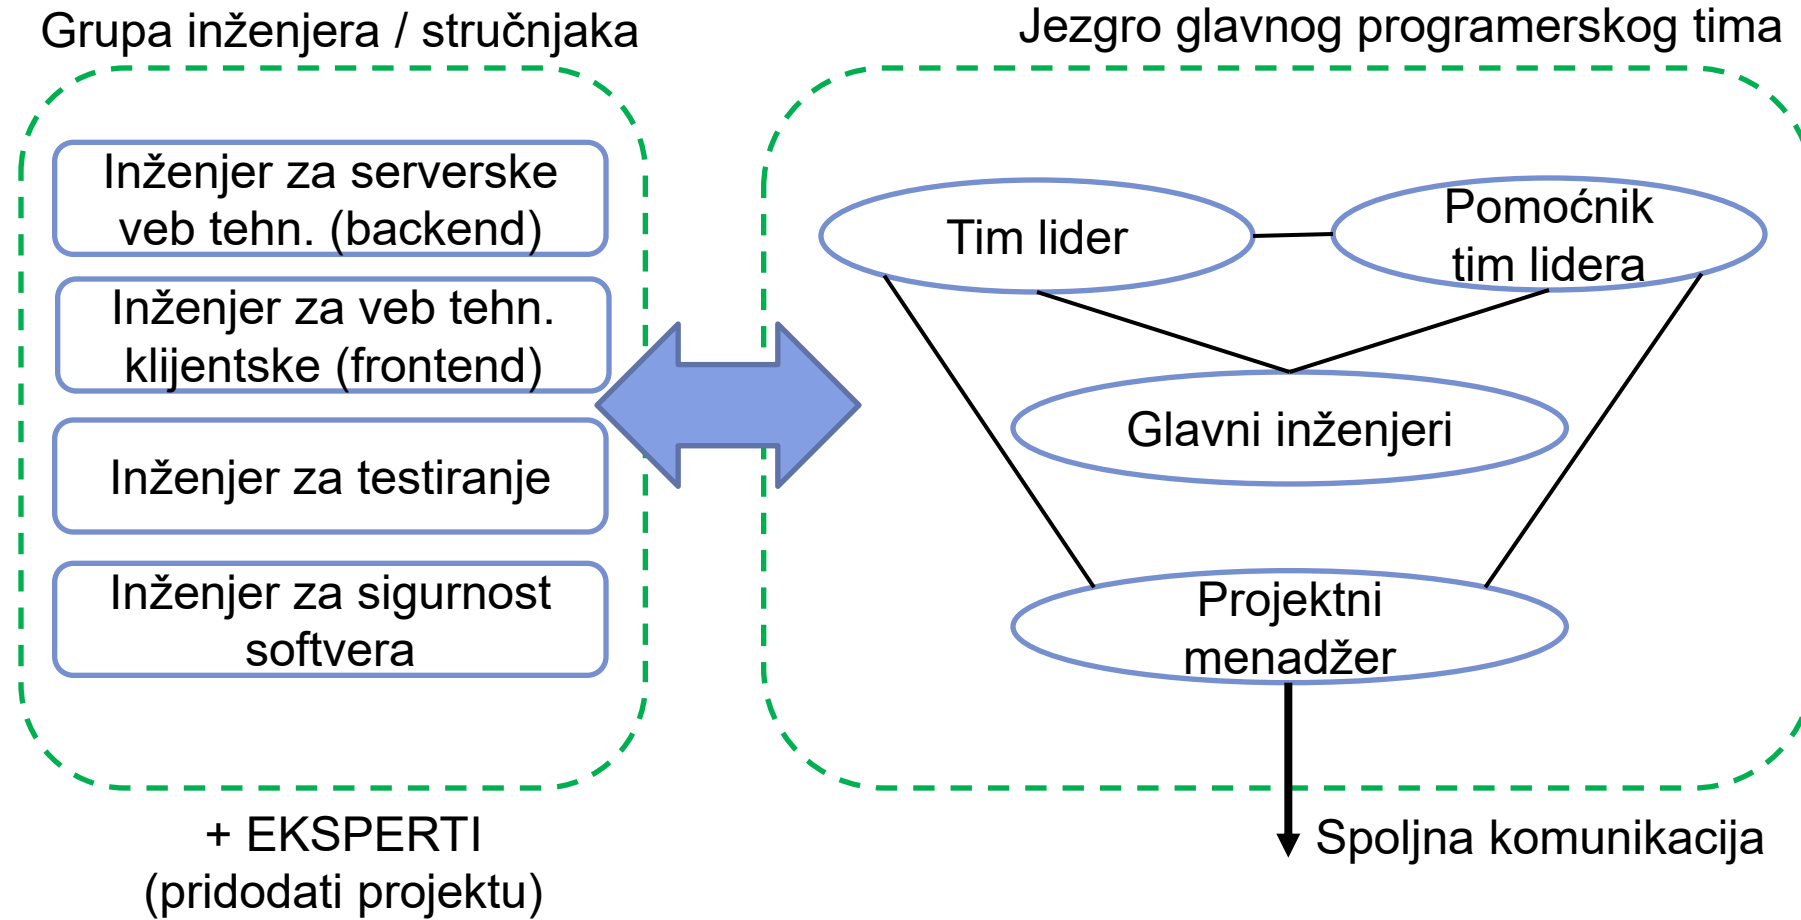 Grupa inženjera / stručnjaka
Inženjer za serverske
veb tehn. (backend)
Inženjer za veb tehn.
klijentske (frontend)
Inženjer za testiranje
Inženjer za sigurnost
softvera
+ EKSPERTI
(pridodati projektu)
Jezgro glavnog programerskog tima
Tim lider
Pomoćnik
tim lidera
Glavni inženjeri
Projektni
menadžer
Spoljna komunikacija